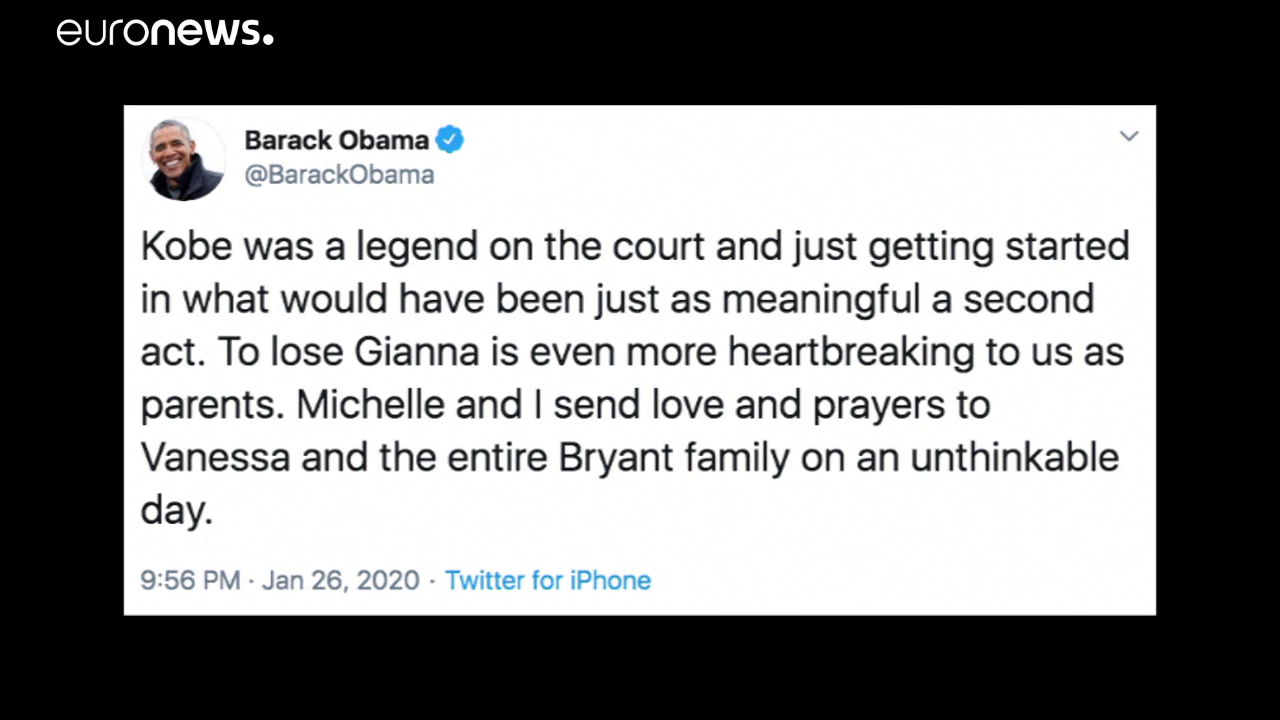 euronews.
Barack Obama
@BarackObama
Kobe was a legend on the court and just getting started
in what would have been just as meaningful a second
act. To lose Gianna is even more heartbreaking to us as
parents. Michelle and I send love and prayers to
Vanessa and the entire Bryant family on an unthinkable
day.
9:56 PM · Jan 26, 2020 · Twitter for iPhone